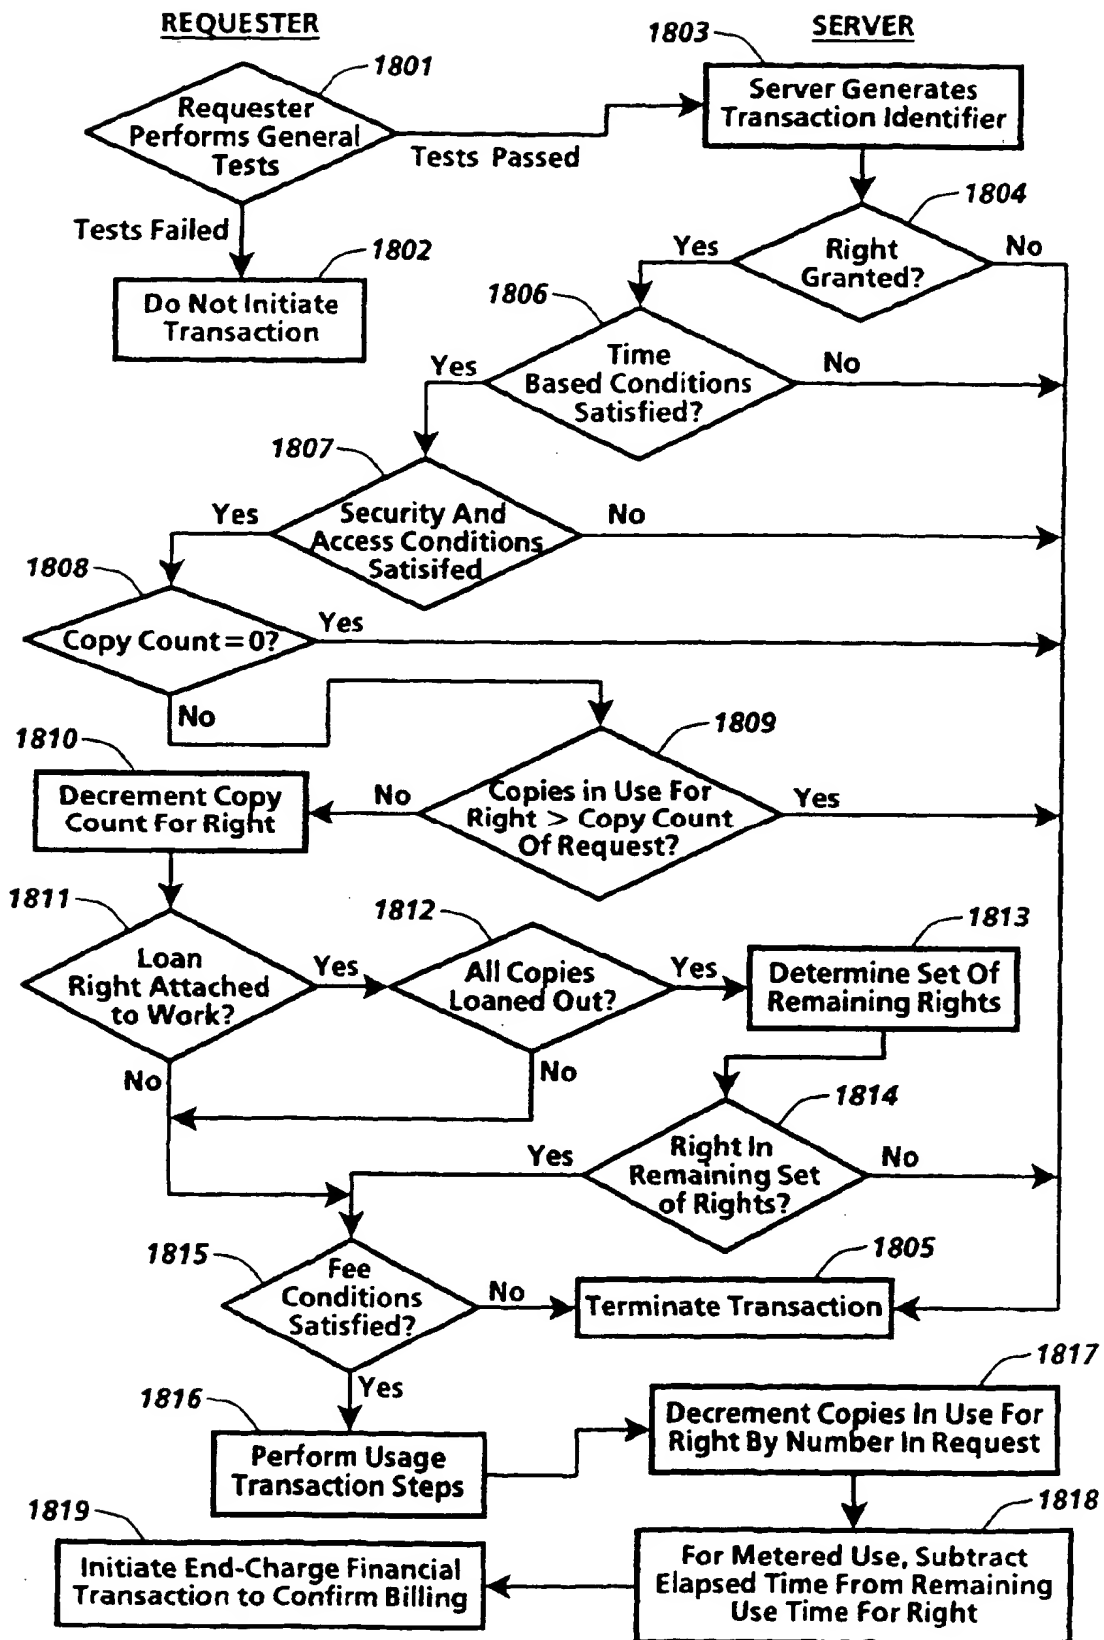 REQUESTER
SERVER
1801
1803
Requester
Performs General
Tests
Tests Passed
Server Generates
Transaction Identifier
Tests Failed
1802
Do Not Initiate
Transaction
1804
Right
Granted?
Yes
No
1806
Time
Based Conditions
Satisfied?
Yes
No
1807
Security And
Access Conditions
Satisifed
Yes
No
1808
Copy Count=0?
Yes
No
1809
Copies in Use For
Right > Copy Count
Of Request?
No
Yes
1810
Decrement Copy
Count For Right
1811
Loan
Right Attached
to Work?
Yes
No
1812
All Copies
Loaned Out?
Yes
No
1813
Determine Set Of
Remaining Rights
1814
Right In
Remaining Set
of Rights?
Yes
No
1815
Fee
Conditions
Satisfied?
No
Yes
1805
Terminate Transaction
1816
Perform Usage
Transaction Steps
1817
Decrement Copies In Use For
Right By Number In Request
1818
For Metered Use, Subtract
Elapsed Time From Remaining
Use Time For Right
1819
Initiate End-Charge Financial
Transaction to Confirm Billing